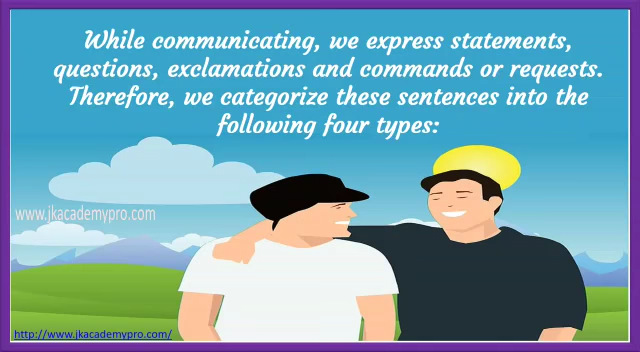 While communicating, we express statements,
questions, exclamations and commands or requests.
Therefore, we categorize these sentences into the
following four types:
www.jkacademypro.com
http://www.jkacademypro.com/